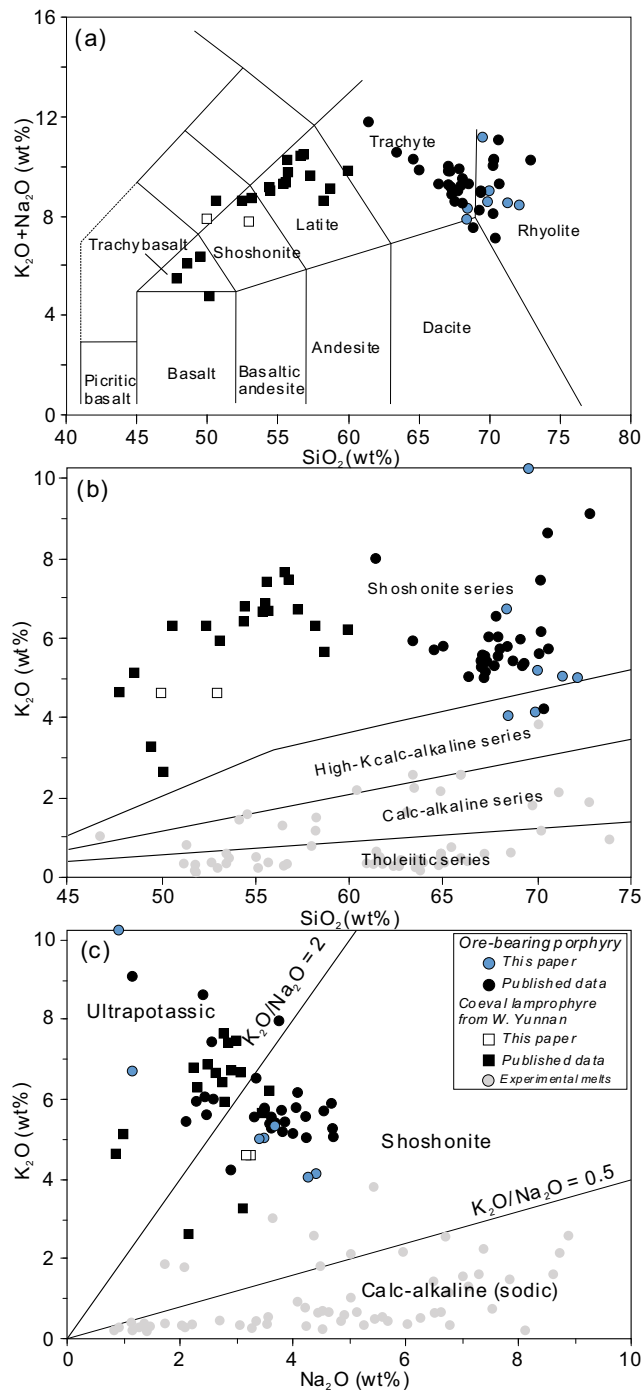 (a)
K₂O+Na₂O (wt%)
16
12
8
4
0
Trachyte
Latite
Trachybasalt
Shoshonite
Rhyolite
Dacite
Andesite
Basaltic
andesite
Basalt
Picritic
basalt
40 45 50 55 60 65 70 75 80
SiO₂(wt%)
(b)
K₂O (wt%)
10
8
6
4
2
0
Shoshonite series
High-K calc-alkaline series
Calc-alkaline series
Tholeiitic series
45 50 55 60 65 70 75
SiO₂(wt%)
(c)
K₂O (wt%)
10
8
6
4
2
0
Ultrapotassic
K₂O/Na₂O = 2
Ore-bearing porphyry
This paper
Published data
Coeval lamprophyre
from W. Yunnan
This paper
Published data
Experimental melts
Shoshonite
K₂O/Na₂O = 0.5
Calc-alkaline (sodic)
0 2 4 6 8 10
Na₂O (wt%)